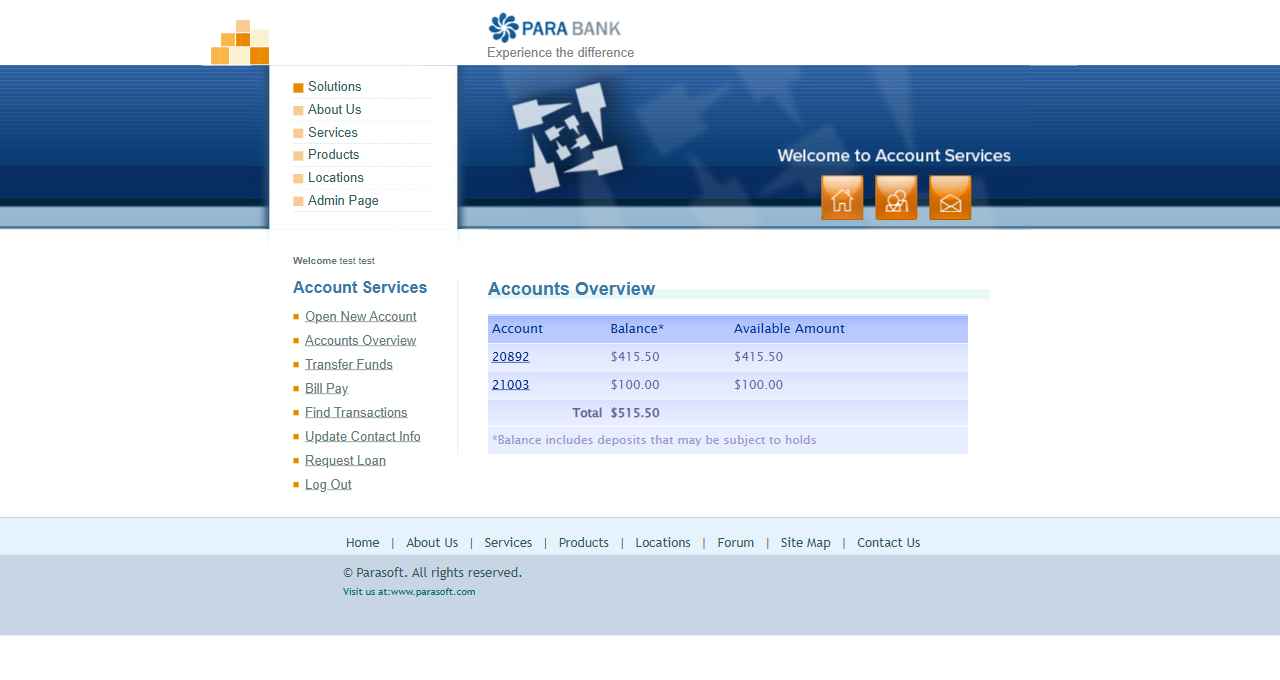 PARA BANK
Experience the difference
Solutions
About Us
Services
Products
Locations
Admin Page
Welcome to Account Services
Welcome test test
Account Services
Open New Account
Accounts Overview
Transfer Funds
Bill Pay
Find Transactions
Update Contact Info
Request Loan
Log Out
Accounts Overview
Account Balance* Available Amount
20892 $415.50 $415.50
21003 $100.00 $100.00
Total $515.50
*Balance includes deposits that may be subject to holds
Home | About Us | Services | Products | Locations | Forum | Site Map | Contact Us
© Parasoft. All rights reserved.
Visit us at:www.parasoft.com